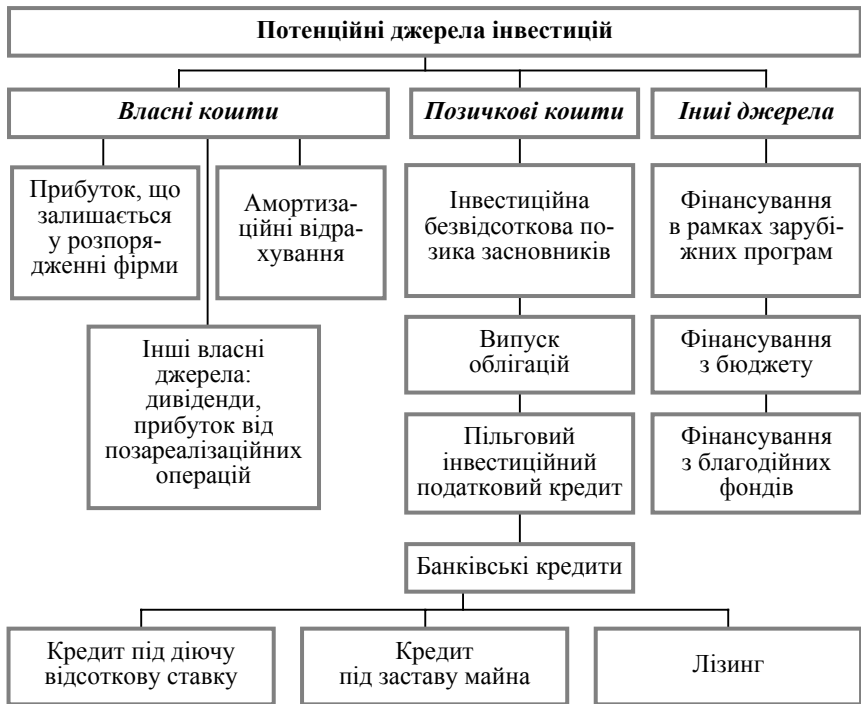 Потенційні джерела інвестицій
Власні кошти
Позичкові кошти
Інші джерела
Прибуток, що
залишається
у розпоря-
дженні фірми
Амортиза-
ційні відра-
хування
Інвестиційна
безвідсоткова по-
зика засновників
Фінансування
в рамках зарубі-
жних програм
Інші власні
джерела:
дивіденди,
прибуток від
позареалізаційних
операцій
Випуск
облігацій
Фінансування
з бюджету
Пільговий
інвестиційний
податковий кредит
Фінансування
з благодійних
фондів
Банківські кредити
Кредит під діючу
відсоткову ставку
Кредит
під заставу майна
Лізинг